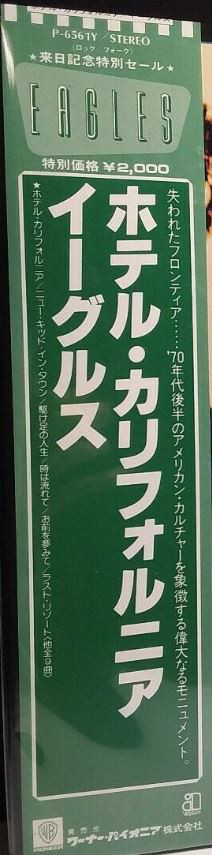 P-6561Y/STEREO
(ロック フォーク)
★来日記念特別セール★
EAGLES
特別価格 ¥2,000
失われたフロンティア……'70年代後半のアメリカン・カルチャーを象徴する偉大なるモニュメント。
ホテル・カリフォルニア
イーグルス
★ホテル・カリフォルニア/ニュー・キッド・イン・タウン/駆け足の人生/時は流れて/お前を夢みて/ラスト・リゾート(他全9曲)
WB
PIONEER
発売元
ワーナー・パイオニア株式会社
asylum